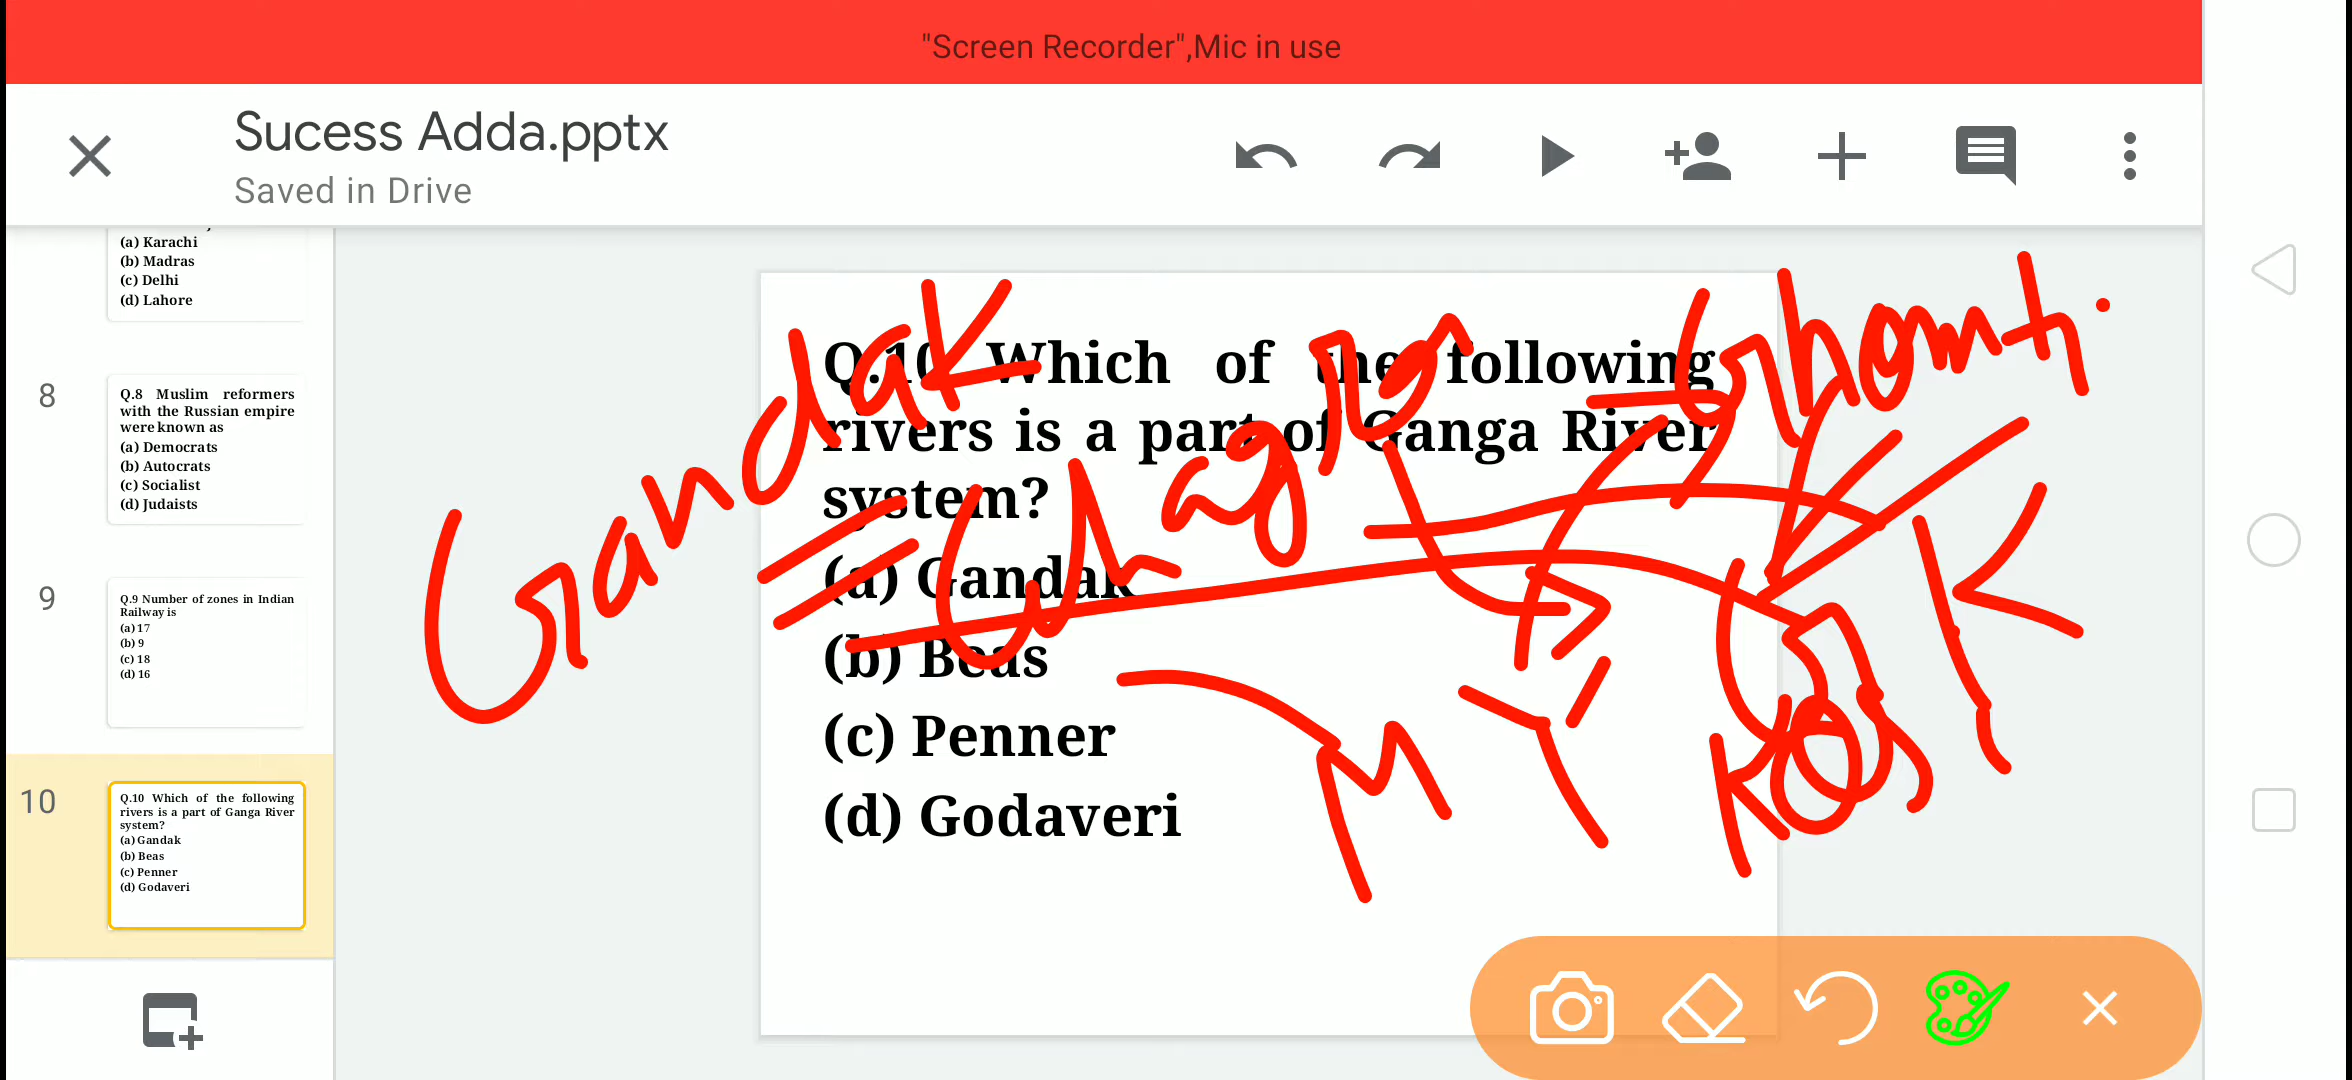 "Screen Recorder",Mic in use
Sucess Adda.pptx
Saved in Drive
(a) Karachi
(b) Madras
(c) Delhi
(d) Lahore
8
Q.8 Muslim reformers
with the Russian empire
were known as
(a) Democrats
(b) Autocrats
(c) Socialist
(d) Judaists
9
Q.9 Number of zones in Indian
Railway is
(a) 17
(b) 9
(c) 18
(d) 16
10
Q.10 Which of the following
rivers is a part of Ganga River
system?
(a) Gandak
(b) Beas
(c) Penner
(d) Godaveri
Q.10 Which of the following
rivers is a part of Ganga River
system?
(a) Gandak
(b) Beas
(c) Penner
(d) Godaveri
Gandak